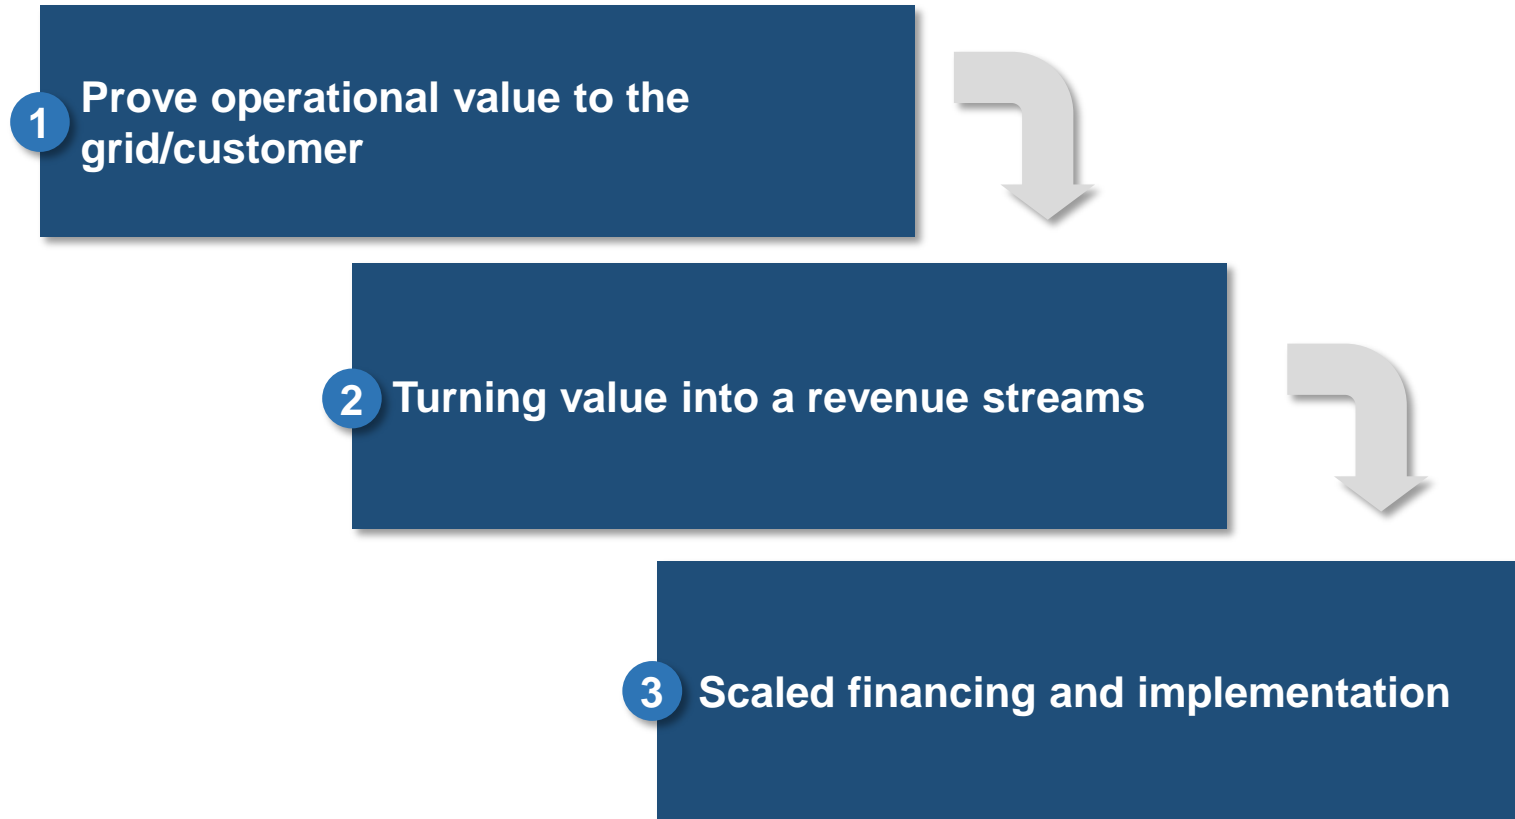 1
Prove operational value to the
grid/customer
2
Turning value into a revenue streams
3
Scaled financing and implementation